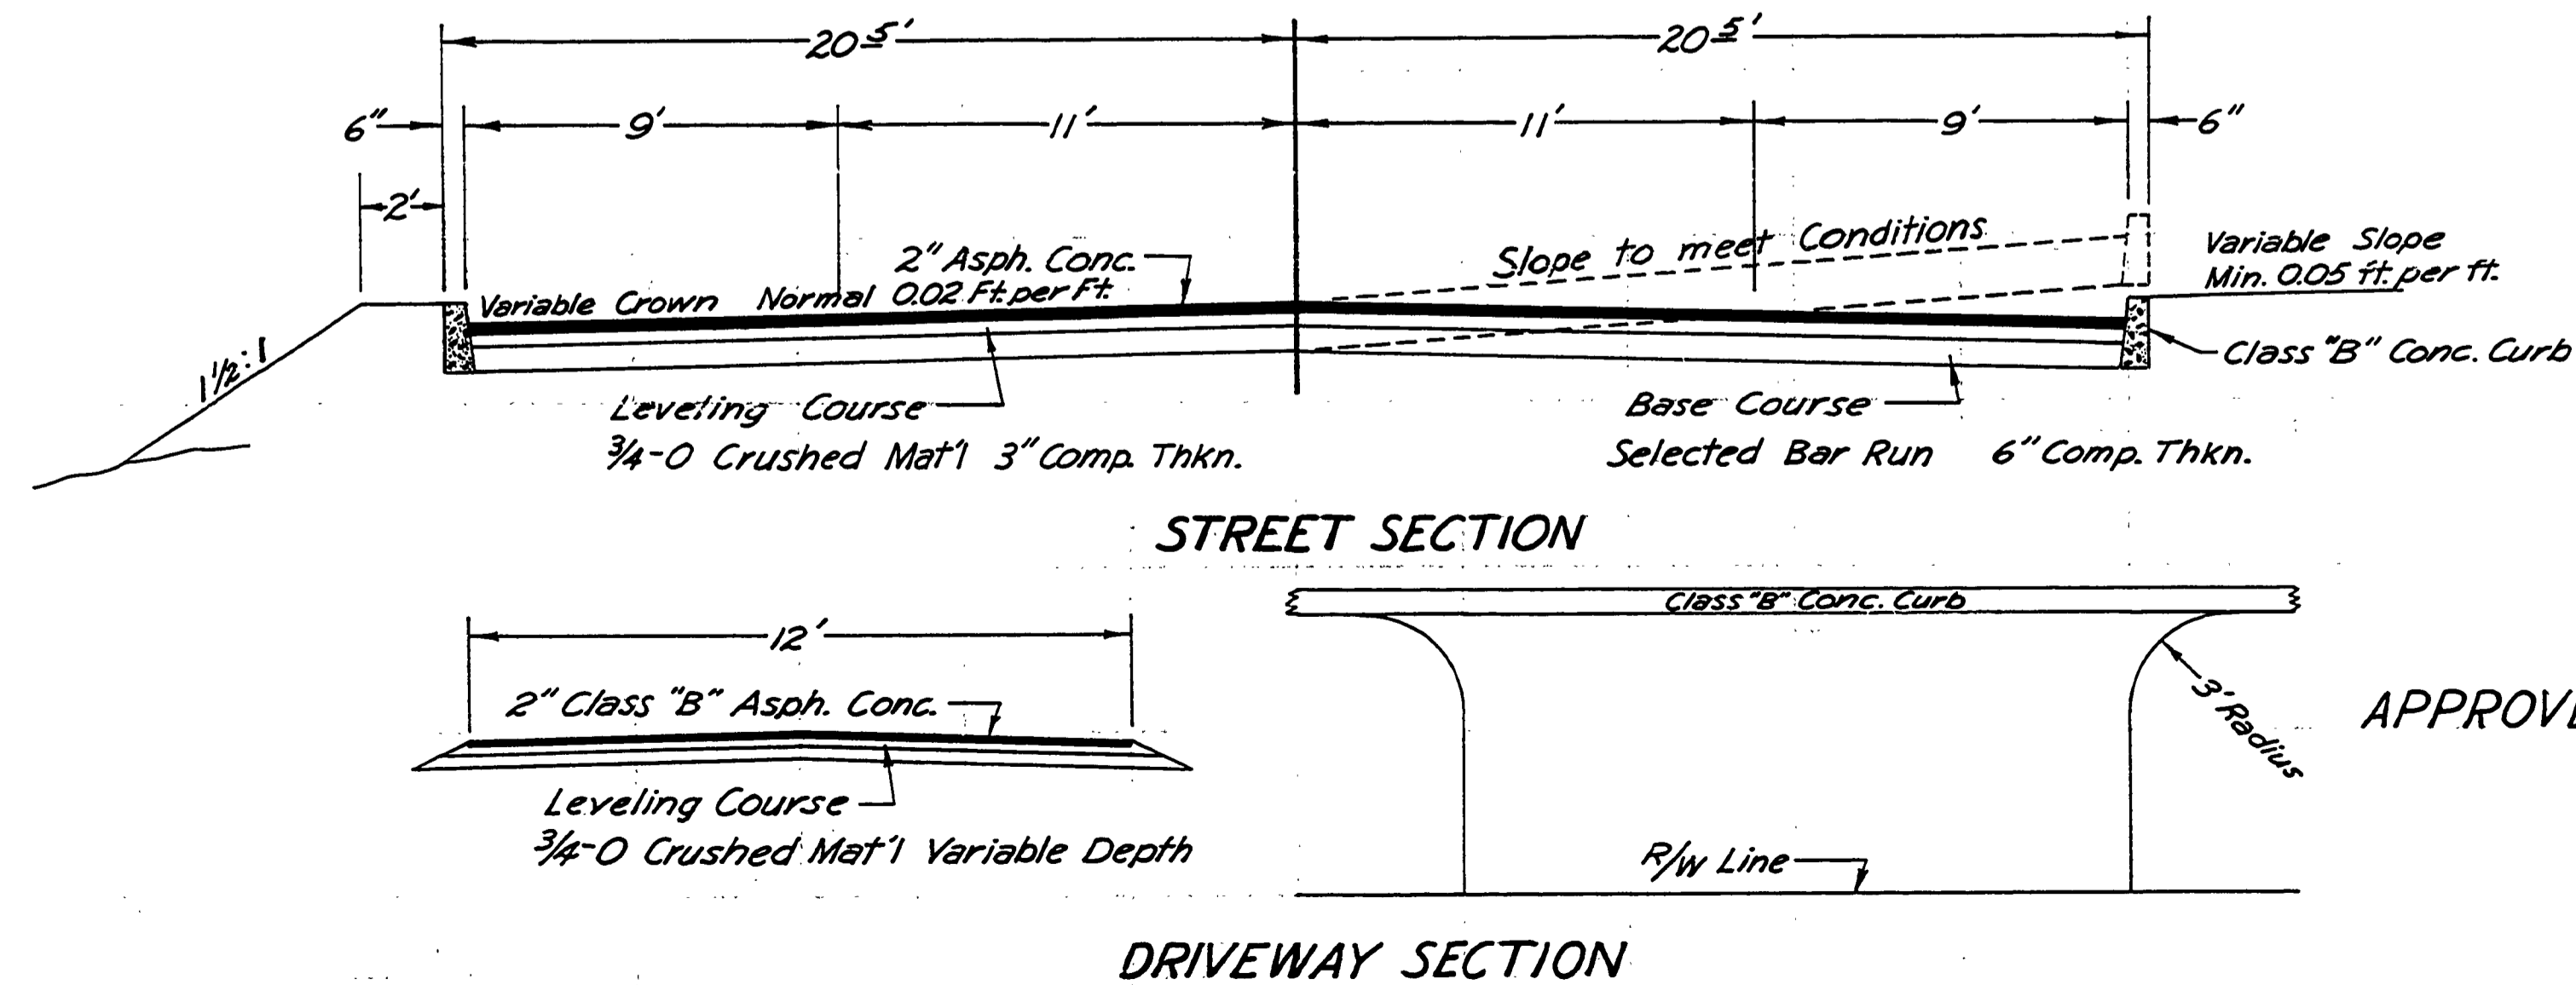 20 5'
20 5'
6"
9'
11'
11'
9'
6"
2'
2" Asph. Conc.
Slope to meet Conditions
Variable Slope
Min. 0.05 ft. per ft.
Variable Crown Normal 0.02 Ft. per Ft.
1 1/2:1
Class "B" Conc. Curb
Leveling Course
3/4-0 Crushed Mat'l 3" Comp. Thkn.
Base Course
Selected Bar Run 6" Comp. Thkn.
STREET SECTION
Class "B" Conc. Curb
12'
2" Class "B" Asph. Conc.
3' Radius
Leveling Course
3/4-0 Crushed Mat'l Variable Depth
R/W Line
DRIVEWAY SECTION